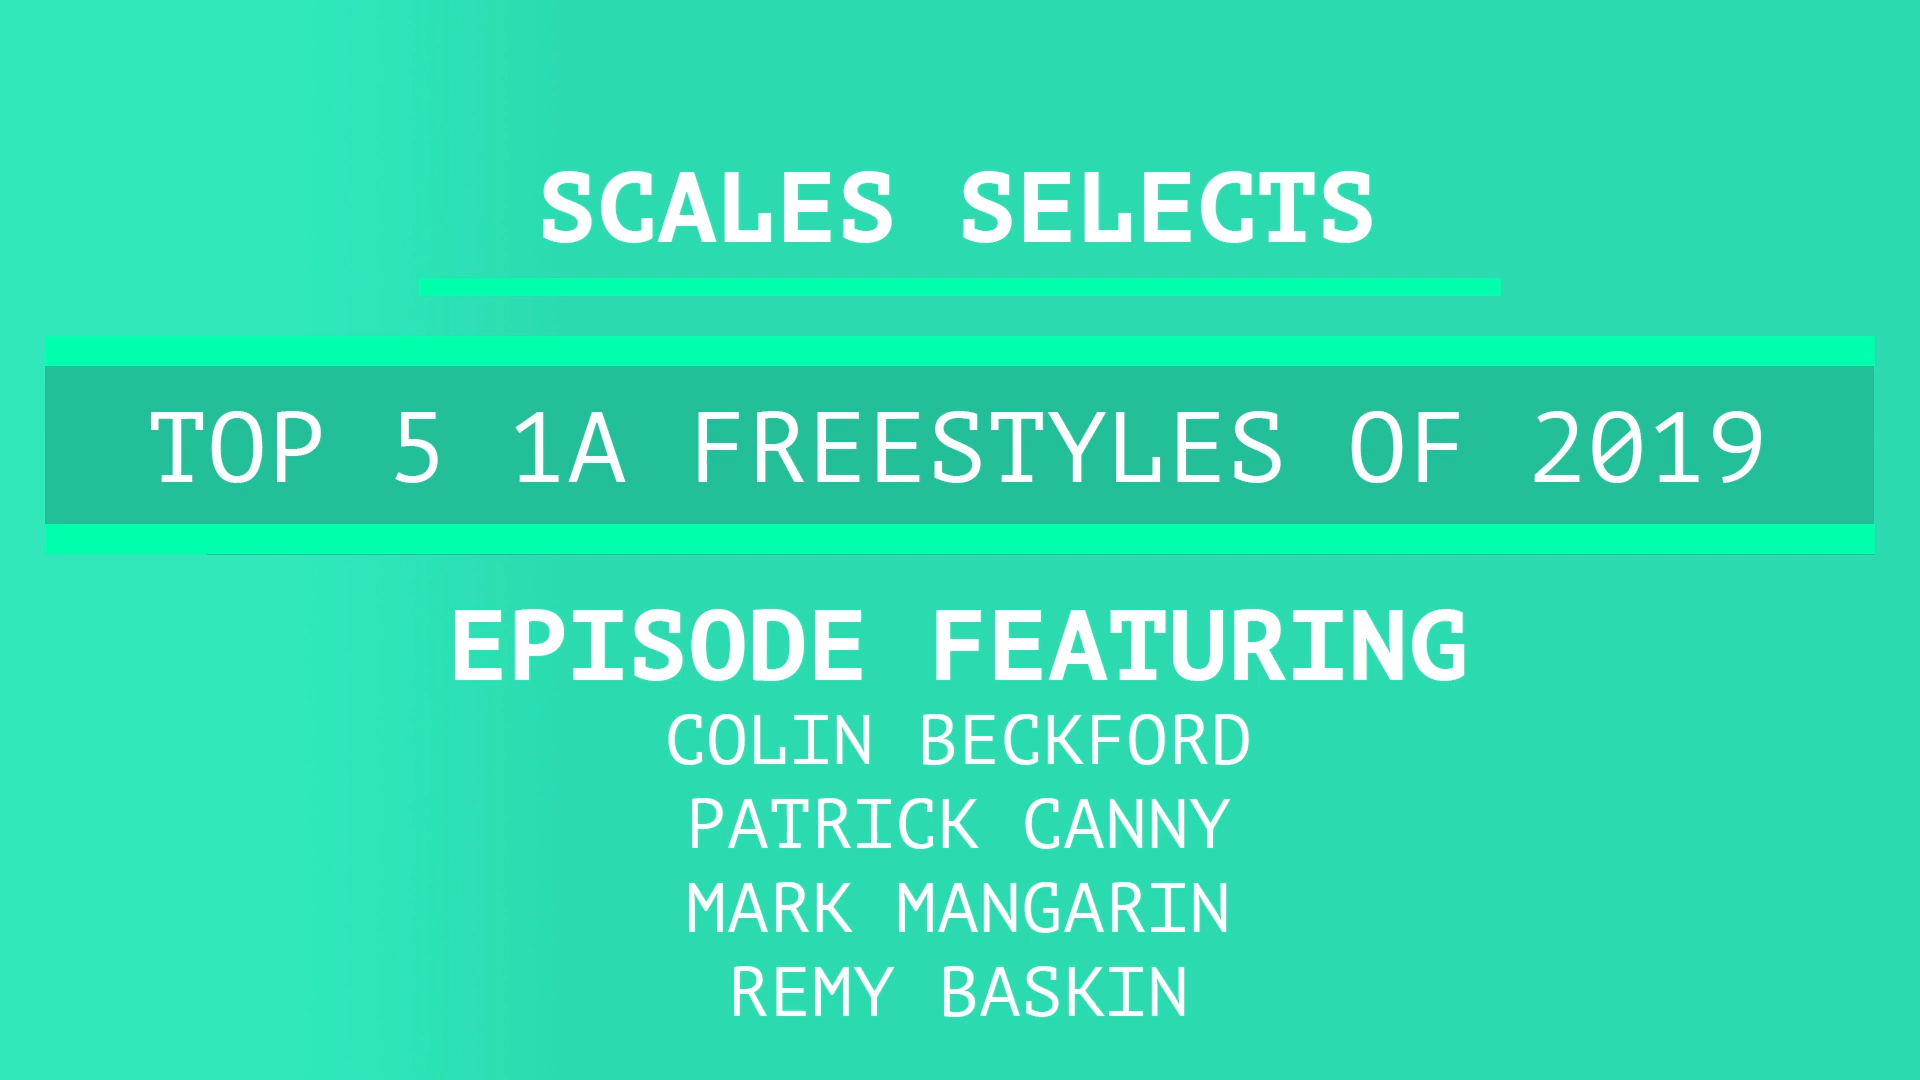 SCALES SELECTS
TOP 5 1A FREESTYLES OF 2019
EPISODE FEATURING
COLIN BECKFORD
PATRICK CANNY
MARK MANGARIN
REMY BASKIN